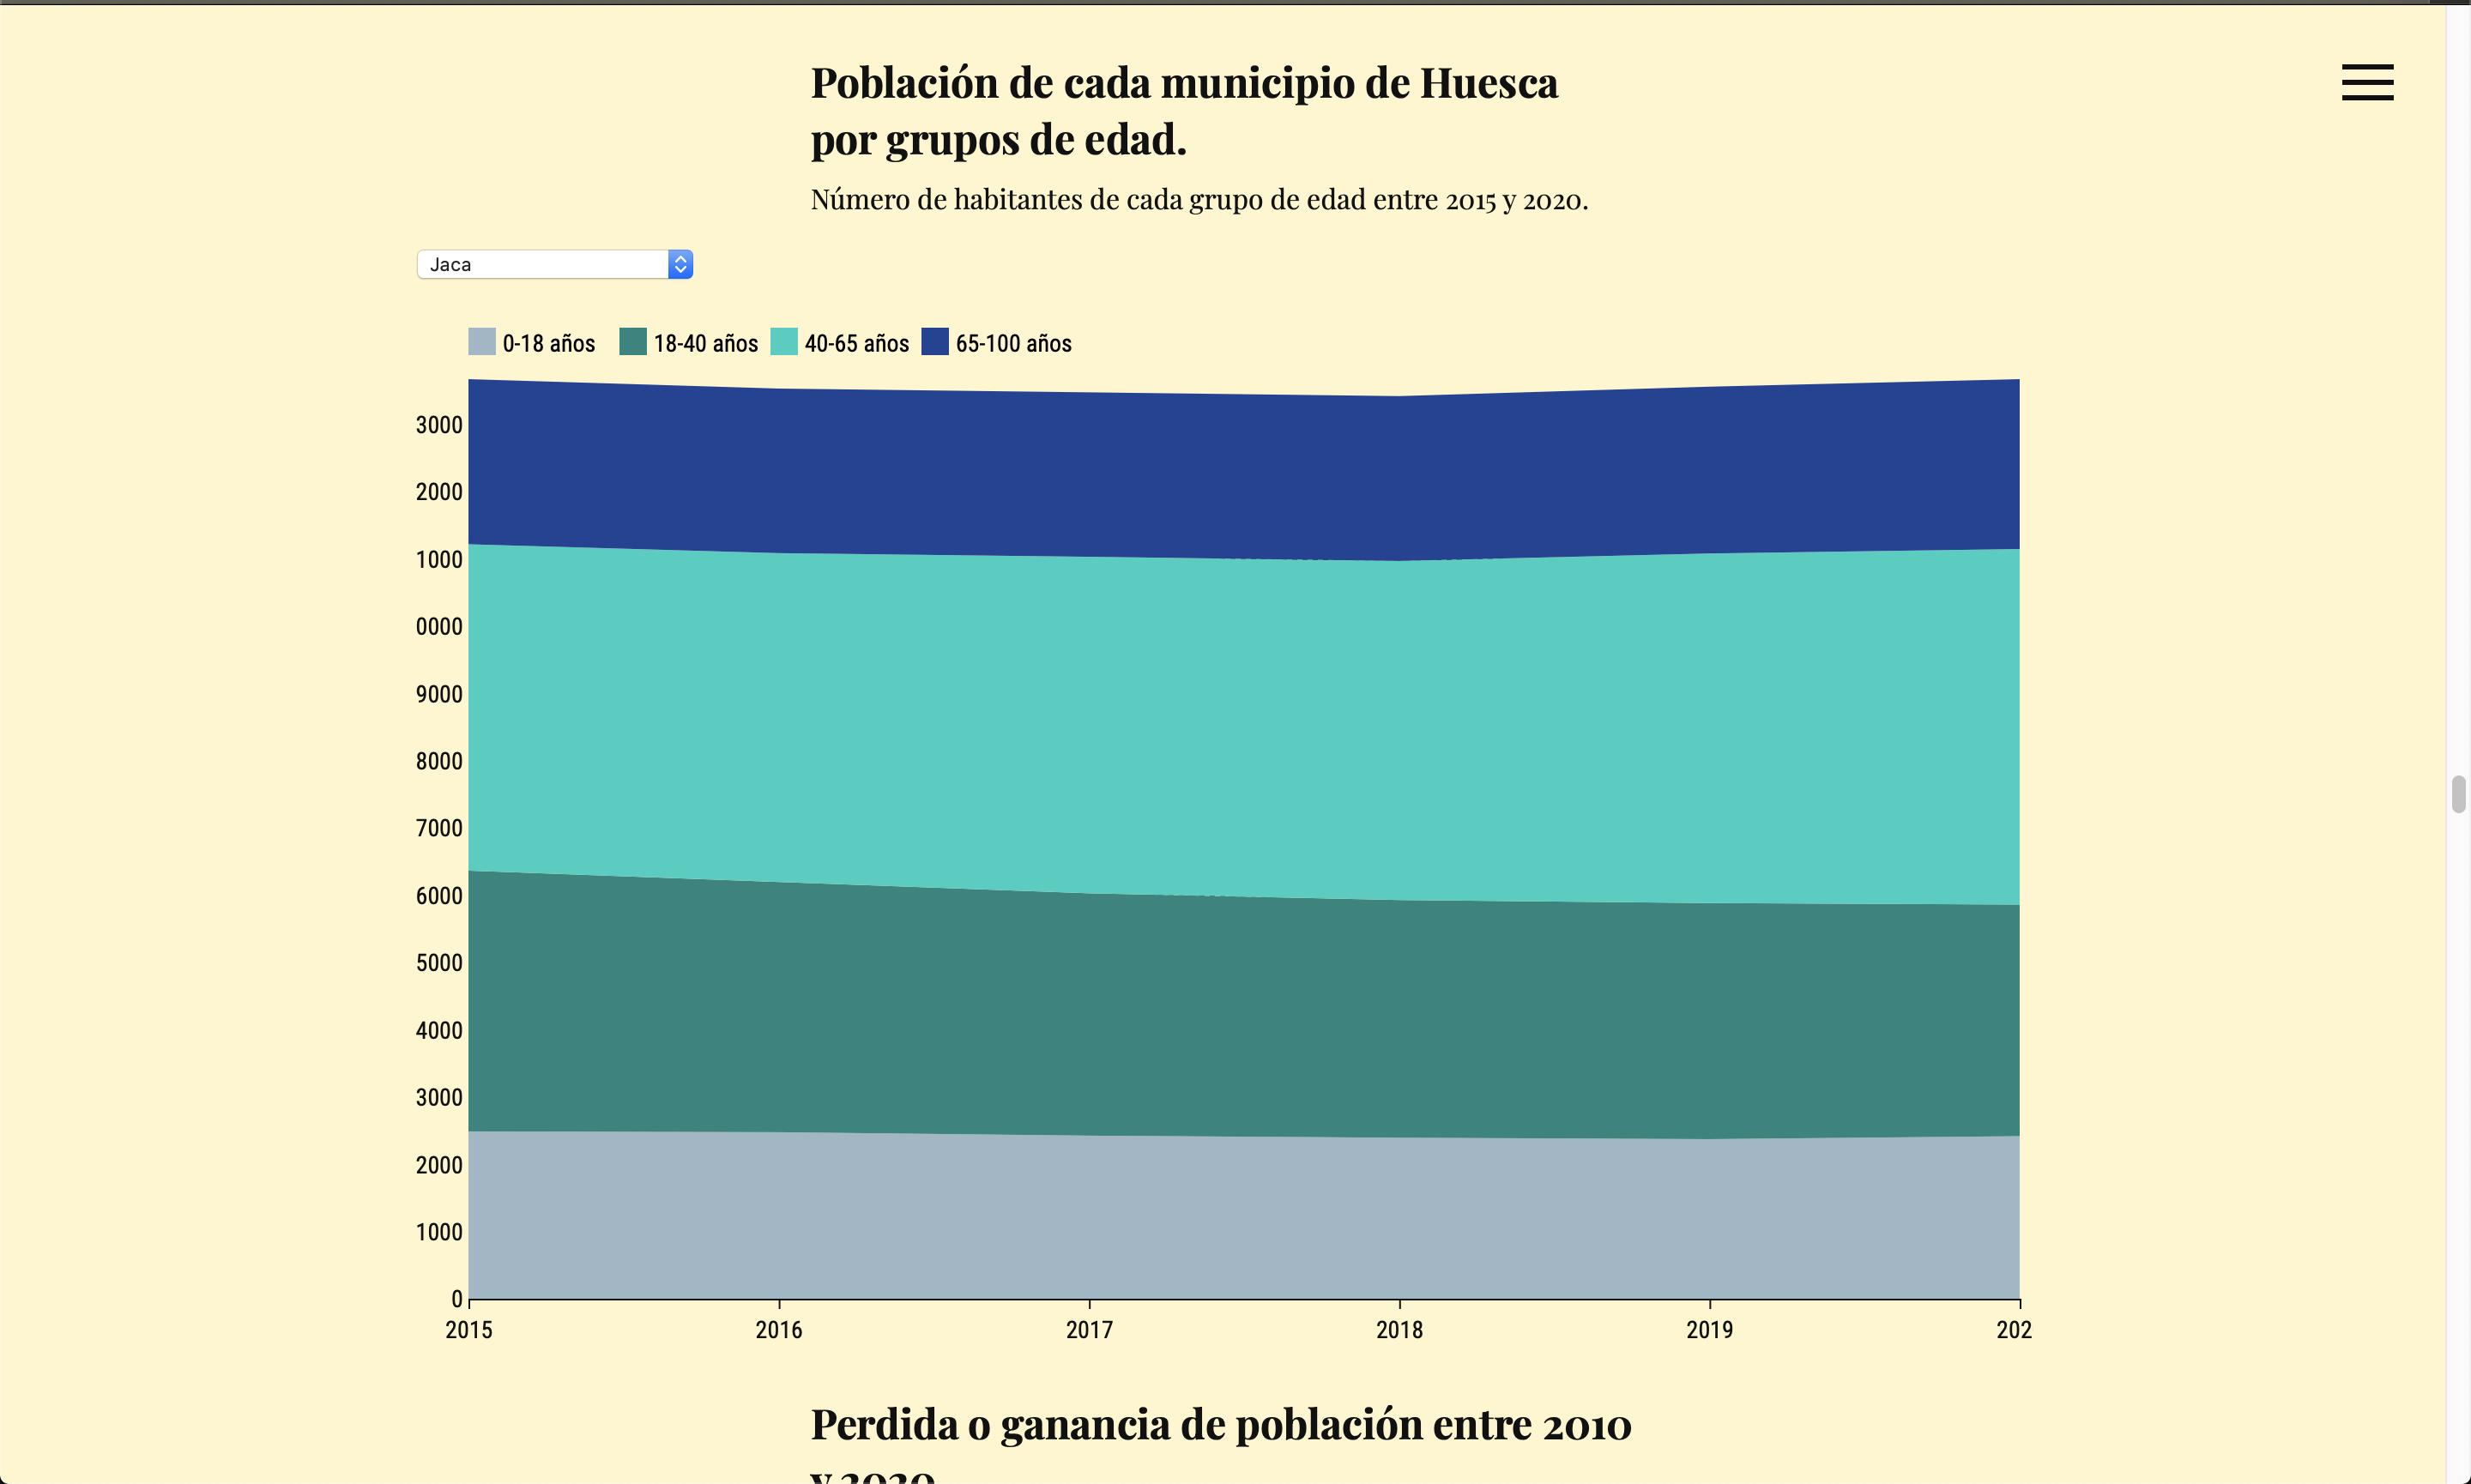 Población de cada municipio de Huesca
por grupos de edad.
Número de habitantes de cada grupo de edad entre 2015 y 2020.
Jaca
0-18 años 18-40 años 40-65 años 65-100 años
3000
2000
1000
0000
9000
8000
7000
6000
5000
4000
3000
2000
1000
0
2015 2016 2017 2018 2019 202
Perdida o ganancia de población entre 2010
y 2020